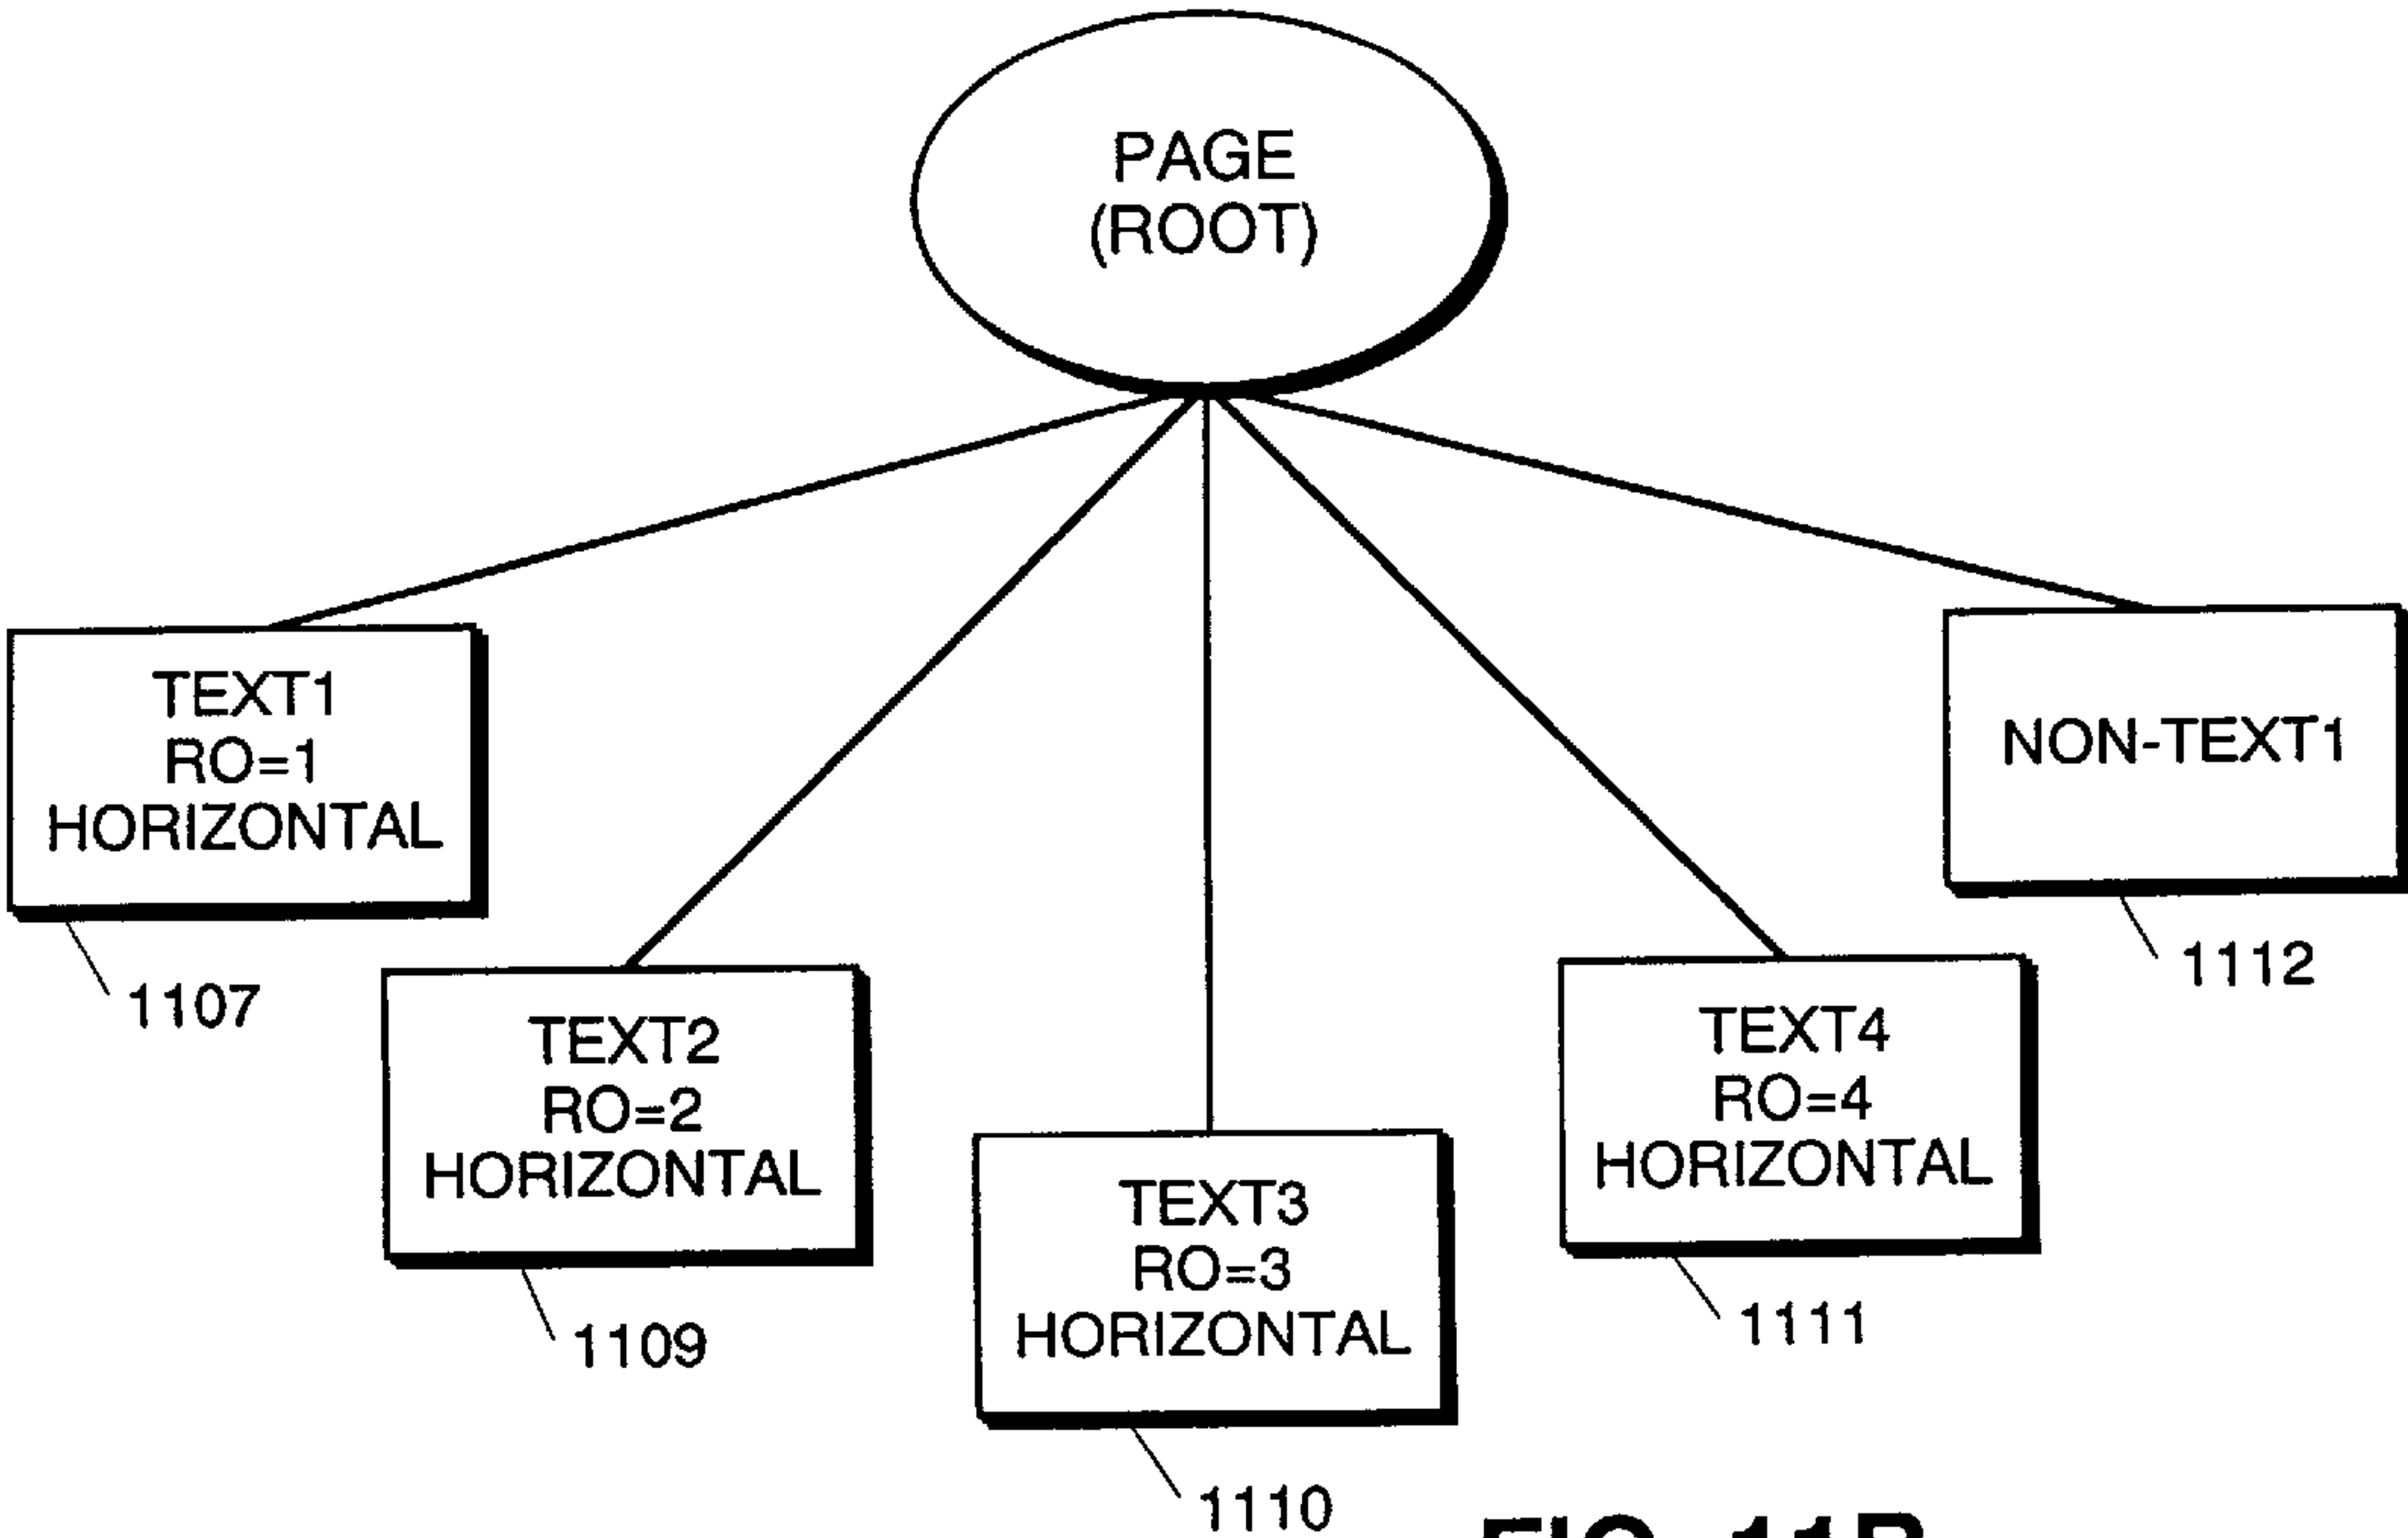 PAGE
(ROOT)
TEXT1
RO=1
HORIZONTAL
1107
TEXT2
RO=2
HORIZONTAL
1109
TEXT3
RO=3
HORIZONTAL
1110
TEXT4
RO=4
HORIZONTAL
1111
NON-TEXT1
1112